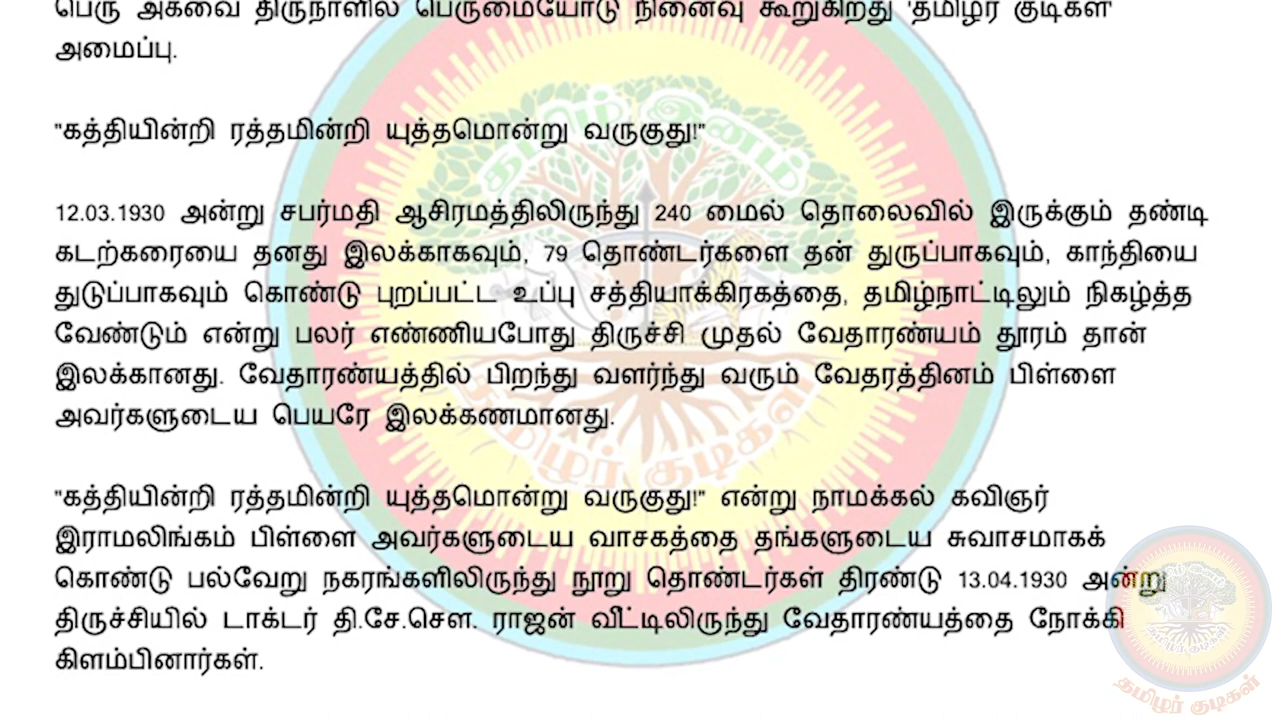 பெரு அகவை திருநாளில் பெருமையோடு நினைவு கூறுகிறது 'தமிழர் குடிகள்'
அமைப்பு.
"கத்தியின்றி ரத்தமின்றி யுத்தமொன்று வருகுது!"
12.03.1930 அன்று சபர்மதி ஆசிரமத்திலிருந்து 240 மைல் தொலைவில் இருக்கும் தண்டி
கடற்கரையை தனது இலக்காகவும், 79 தொண்டர்களை தன் துருப்பாகவும், காந்தியை
துடுப்பாகவும் கொண்டு புறப்பட்ட உப்பு சத்தியாக்கிரகத்தை, தமிழ்நாட்டிலும் நிகழ்த்த
வேண்டும் என்று பலர் எண்ணியபோது திருச்சி முதல் வேதாரண்யம் தூரம் தான்
இலக்கானது. வேதாரண்யத்தில் பிறந்து வளர்ந்து வரும் வேதரத்தினம் பிள்ளை
அவர்களுடைய பெயரே இலக்கணமானது.
"கத்தியின்றி ரத்தமின்றி யுத்தமொன்று வருகுது!" என்று நாமக்கல் கவிஞர்
இராமலிங்கம் பிள்ளை அவர்களுடைய வாசகத்தை தங்களுடைய சுவாசமாகக்
கொண்டு பல்வேறு நகரங்களிலிருந்து நூறு தொண்டர்கள் திரண்டு 13.04.1930 அன்று
திருச்சியில் டாக்டர் தி.சே.சௌ. ராஜன் வீட்டிலிருந்து வேதாரண்யத்தை நோக்கி
கிளம்பினார்கள்.
தமிழ் இனம்
தமிழர் குடிகள்
தமிழர் குடிகள்